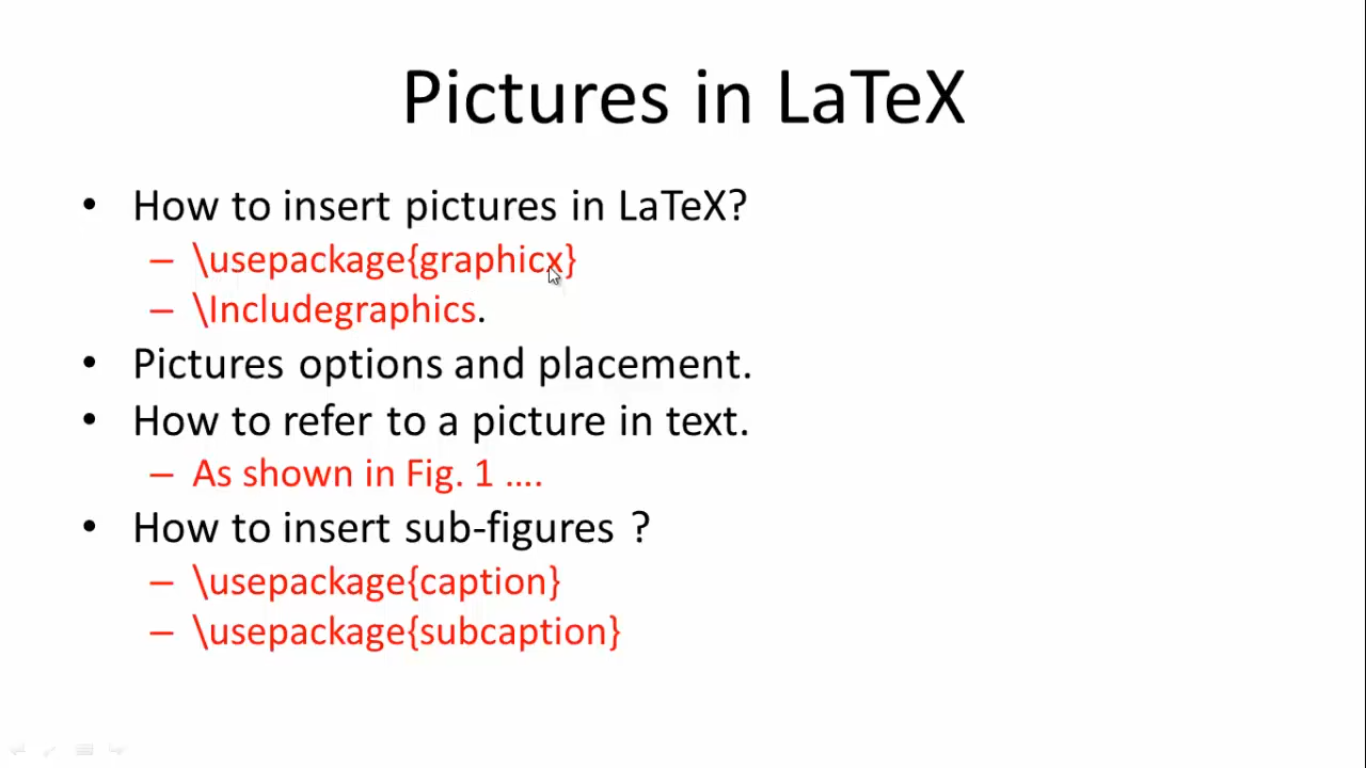 Pictures in LaTeX
• How to insert pictures in LaTeX?
– \usepackage{graphicx}
– \Includegraphics.
• Pictures options and placement.
• How to refer to a picture in text.
– As shown in Fig. 1 ....
• How to insert sub-figures ?
– \usepackage{caption}
– \usepackage{subcaption}